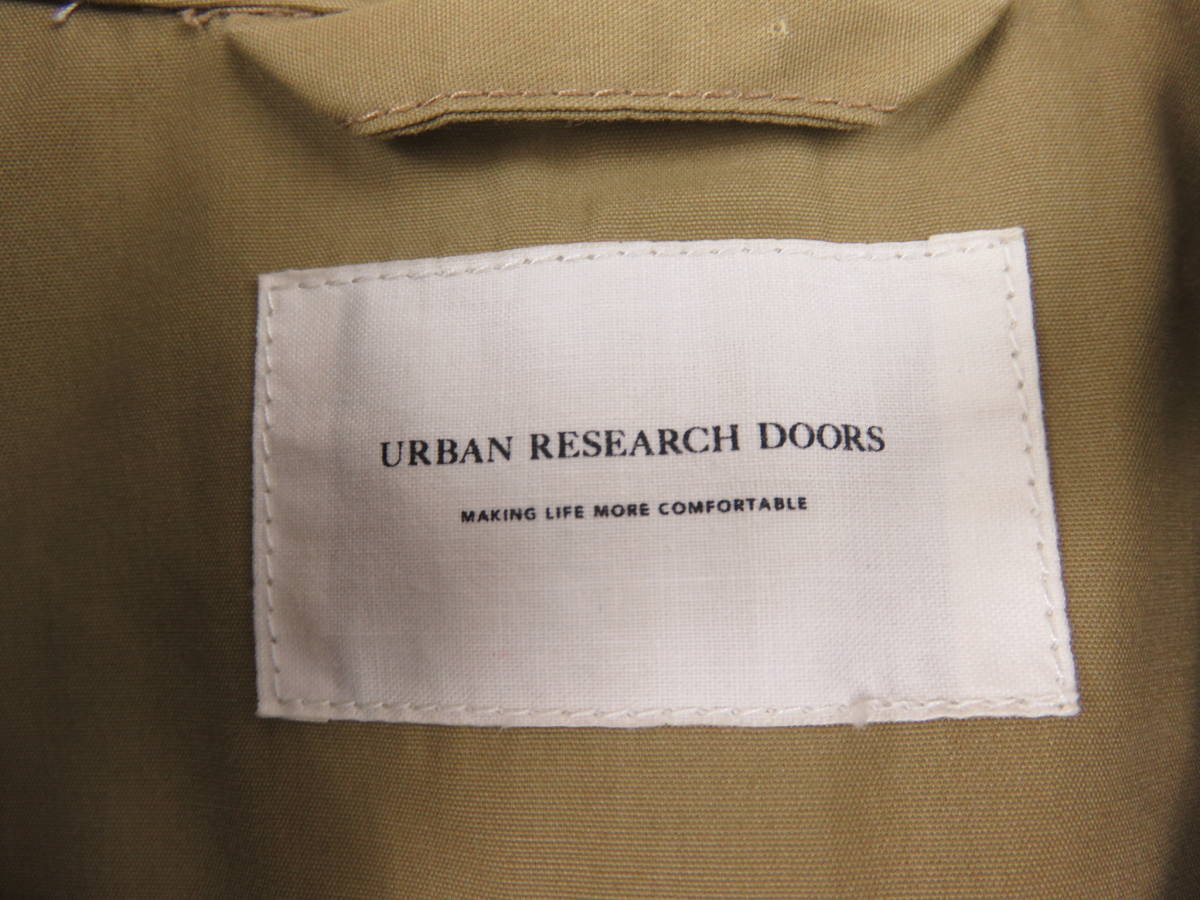 URBAN RESEARCH DOORS
MAKING LIFE MORE COMFORTABLE